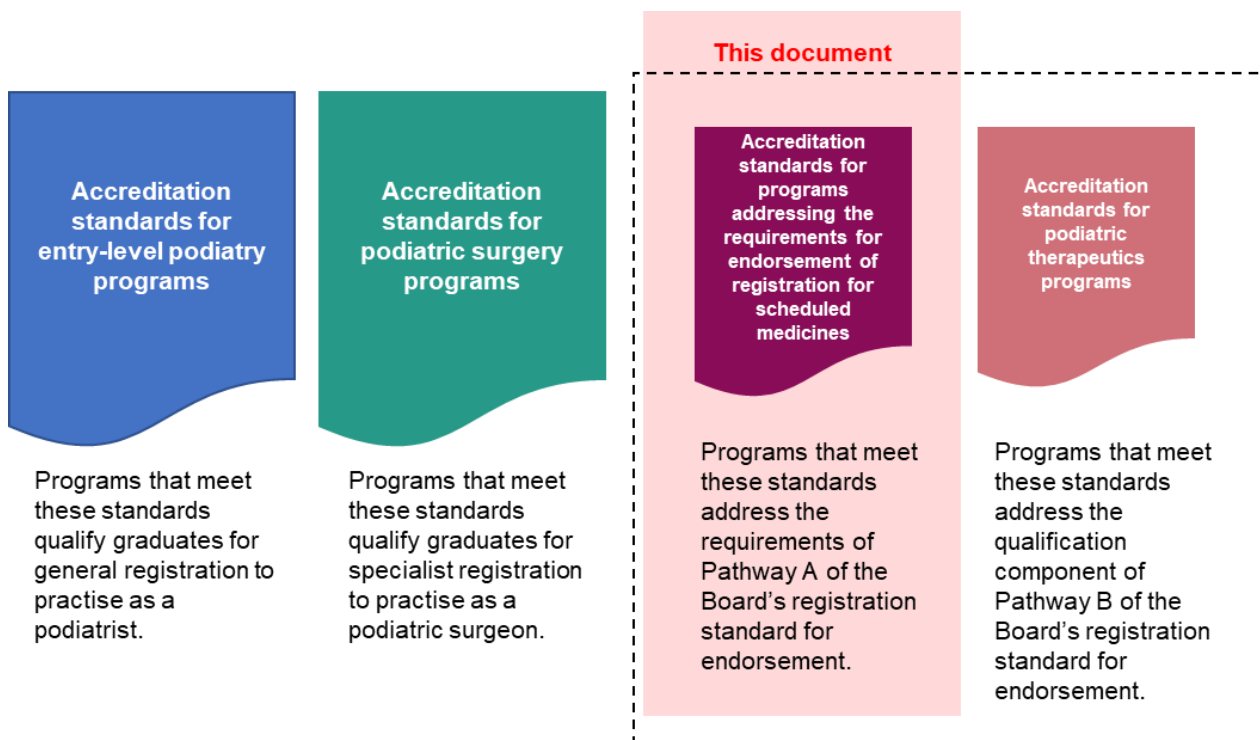 This document
Accreditation
standards for
entry-level podiatry
programs
Accreditation
standards for
podiatric surgery
programs
Accreditation
standards for
programs
addressing the
requirements for
endorsement of
registration for
scheduled
medicines
Accreditation
standards for
podiatric
therapeutics
programs
Programs that meet
these standards
qualify graduates for
general registration to
practise as a
podiatrist.
Programs that meet
these standards
qualify graduates for
specialist registration
to practise as a
podiatric surgeon.
Programs that meet
these standards
address the
requirements of
Pathway A of the
Board’s registration
standard for
endorsement.
Programs that meet
these standards
address the
qualification
component of
Pathway B of the
Board’s registration
standard for
endorsement.